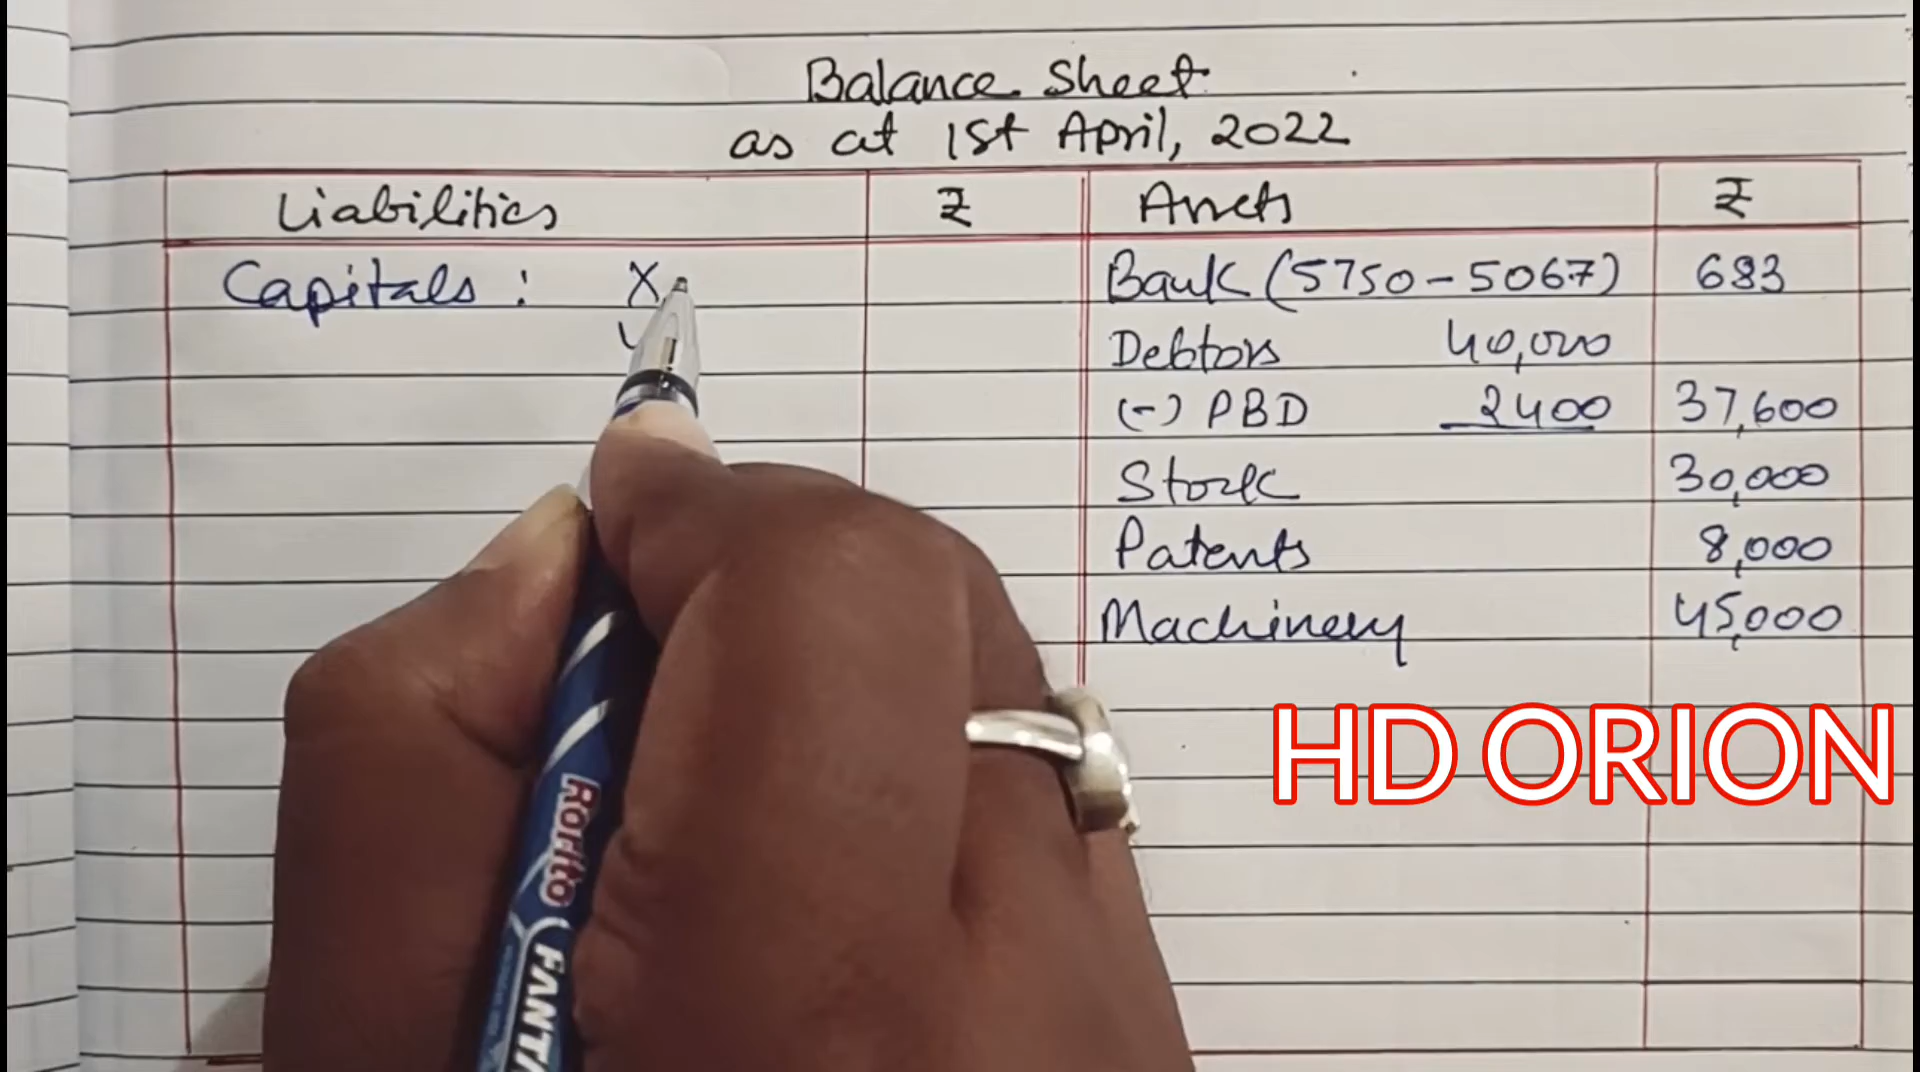 Balance Sheet
as at 1st April, 2022
Liabilities ₹ Assets ₹
Capitals : X Bank (5750-5067) 683
Y Debtors 40,000
(-) PBD 2400 37,600
Stock 30,000
Patents 8,000
Machinery 45,000
HD ORION
Rorito
FANTA